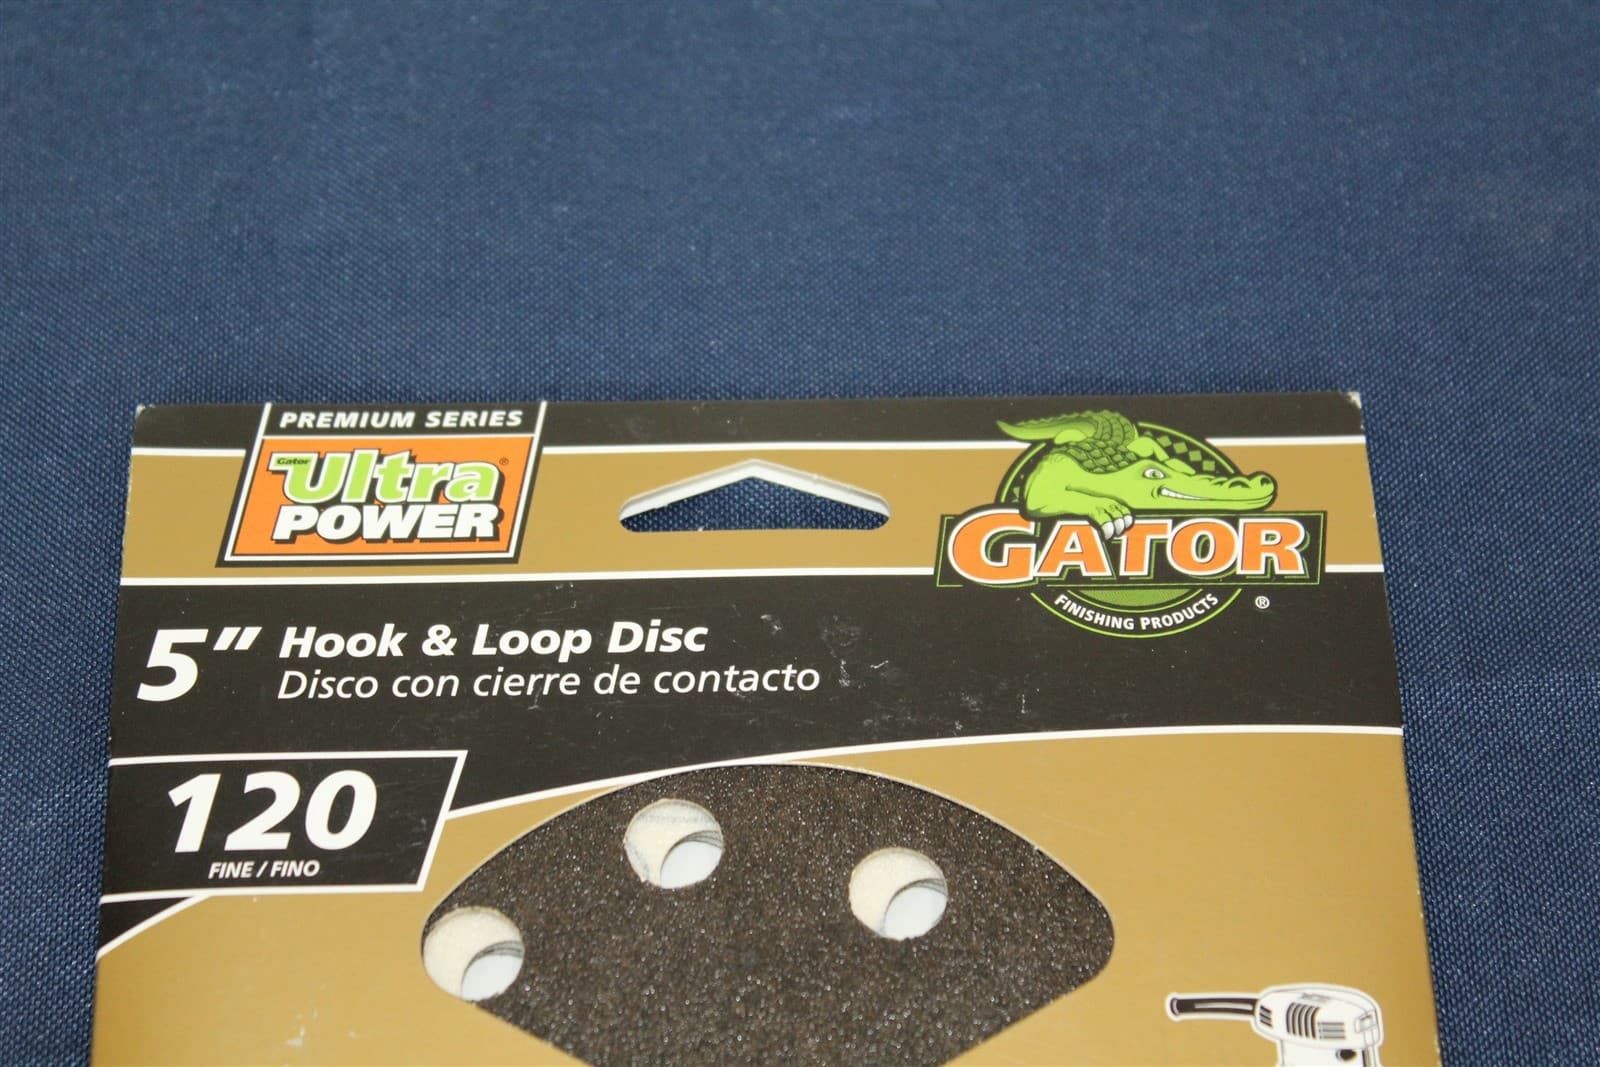 PREMIUM SERIES
Gator
Ultra®
POWER
GATOR
FINISHING PRODUCTS ®
5" Hook & Loop Disc
Disco con cierre de contacto
120
FINE / FINO